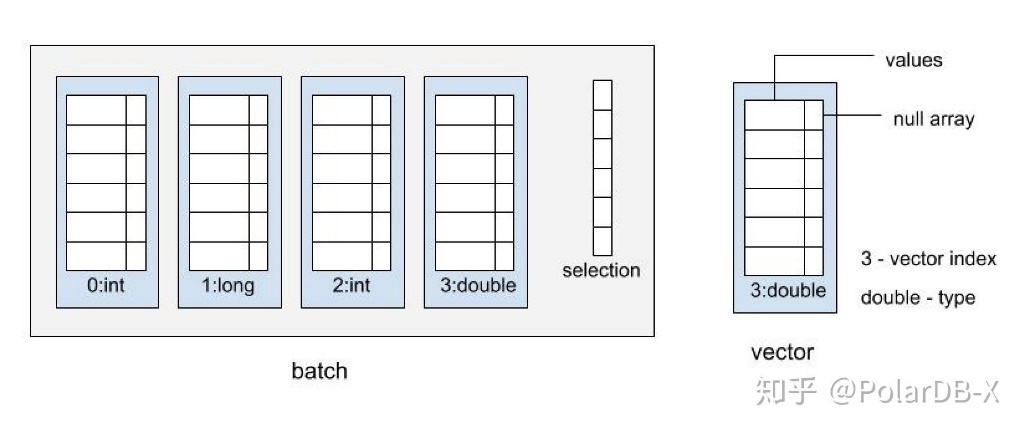 0:int
1:long
2:int
3:double
selection
batch
values
null array
3:double
3 - vector index
double - type
vector
知乎 @PolarDB-X